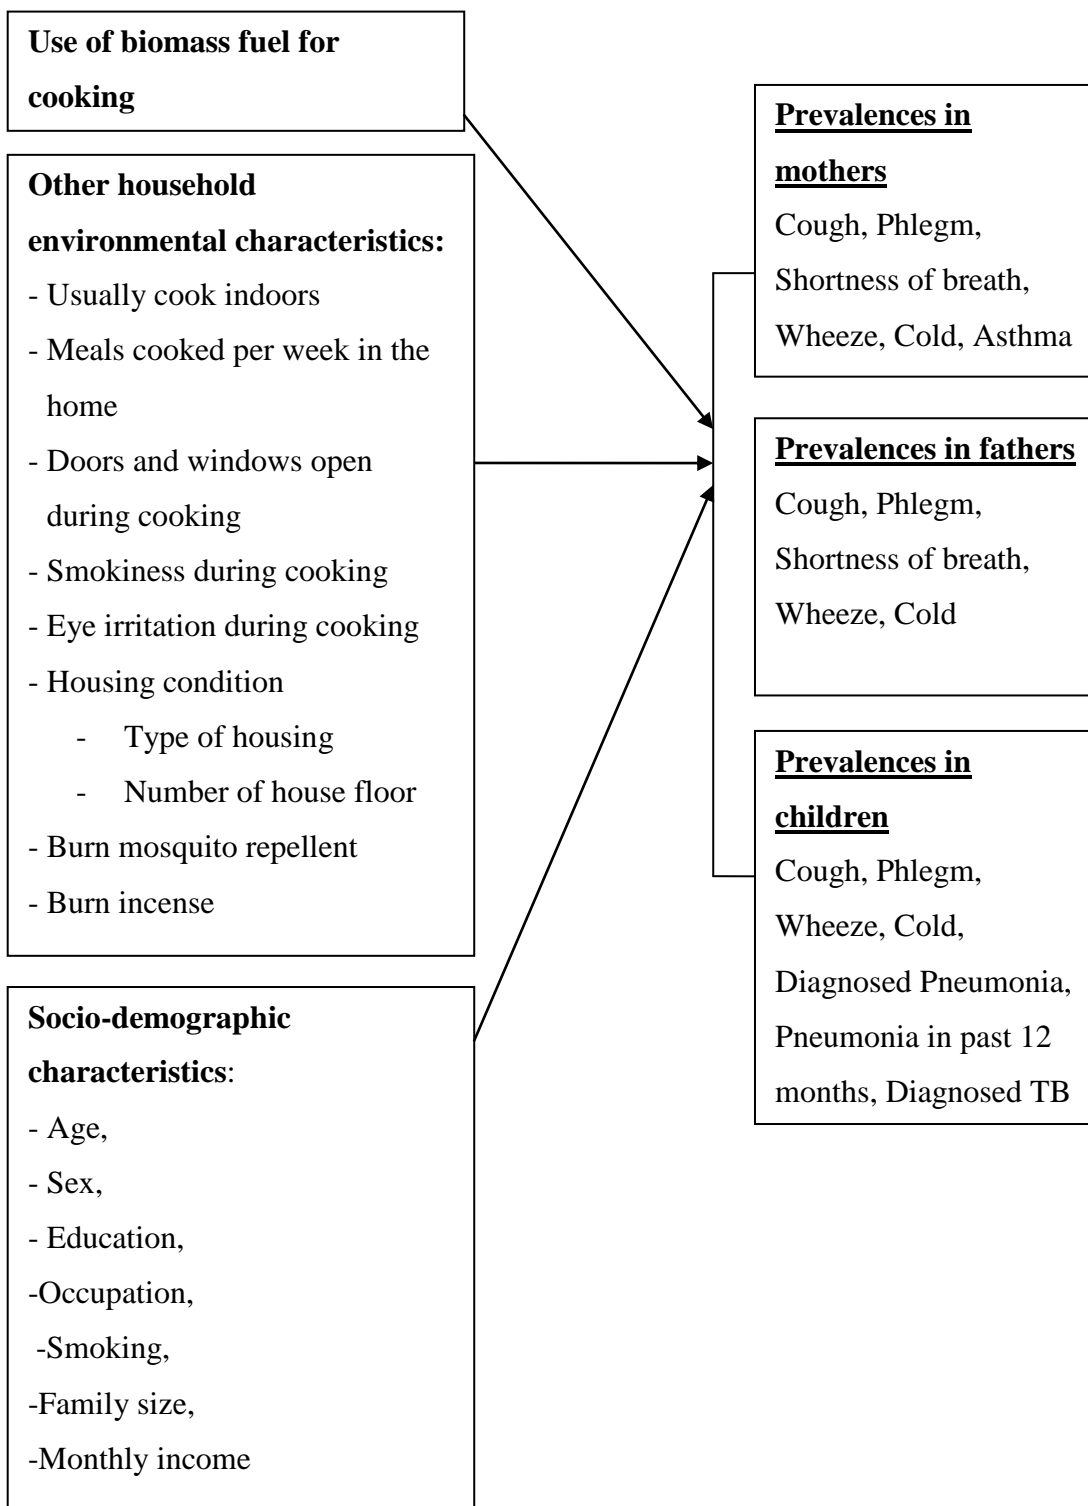 Use of biomass fuel for
cooking
Other household
environmental characteristics:
- Usually cook indoors
- Meals cooked per week in the
home
- Doors and windows open
during cooking
- Smokiness during cooking
- Eye irritation during cooking
- Housing condition
- Type of housing
- Number of house floor
- Burn mosquito repellent
- Burn incense
Socio-demographic
characteristics:
- Age,
- Sex,
- Education,
-Occupation,
-Smoking,
-Family size,
-Monthly income
Prevalences in
mothers
Cough, Phlegm,
Shortness of breath,
Wheeze, Cold, Asthma
Prevalences in fathers
Cough, Phlegm,
Shortness of breath,
Wheeze, Cold
Prevalences in
children
Cough, Phlegm,
Wheeze, Cold,
Diagnosed Pneumonia,
Pneumonia in past 12
months, Diagnosed TB